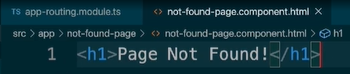 TS app-routing.module.ts <> not-found-page.component.html ×
src > app > not-found-page > <> not-found-page.component.html > h1
1 <h1>Page Not Found!</h1>